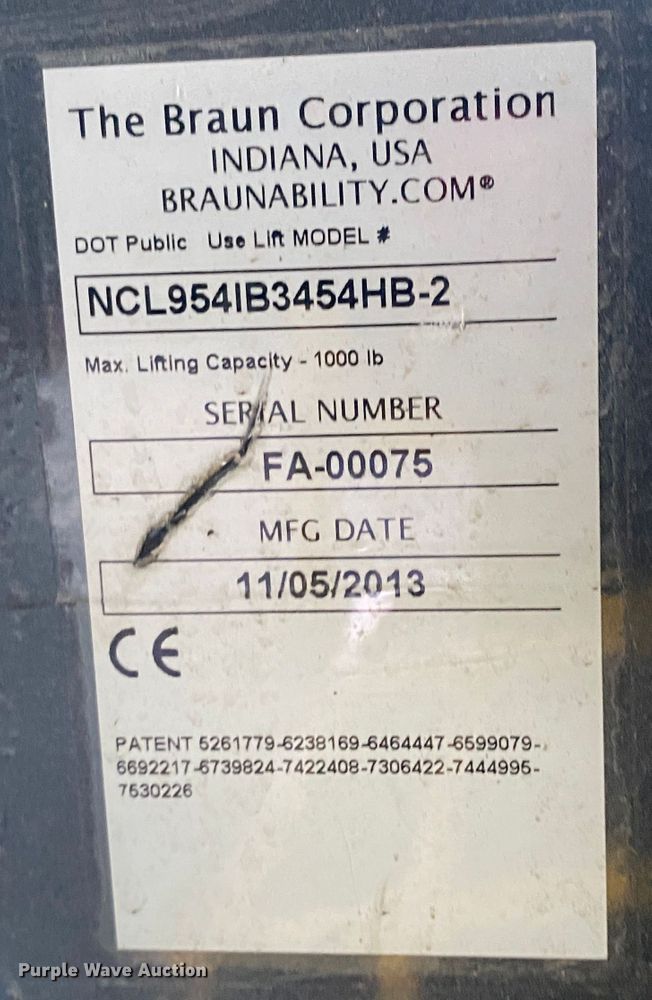 The Braun Corporation
INDIANA, USA
BRAUNABILITY.COM®
DOT Public Use Lift MODEL #
NCL954IB3454HB-2
Max. Lifting Capacity - 1000 lb
SERIAL NUMBER
FA-00075
MFG DATE
11/05/2013
CE
PATENT 5261779-6238169-6464447-6599079-
6692217-6739824-7422408-7306422-7444995-
7530226
Purple Wave Auction